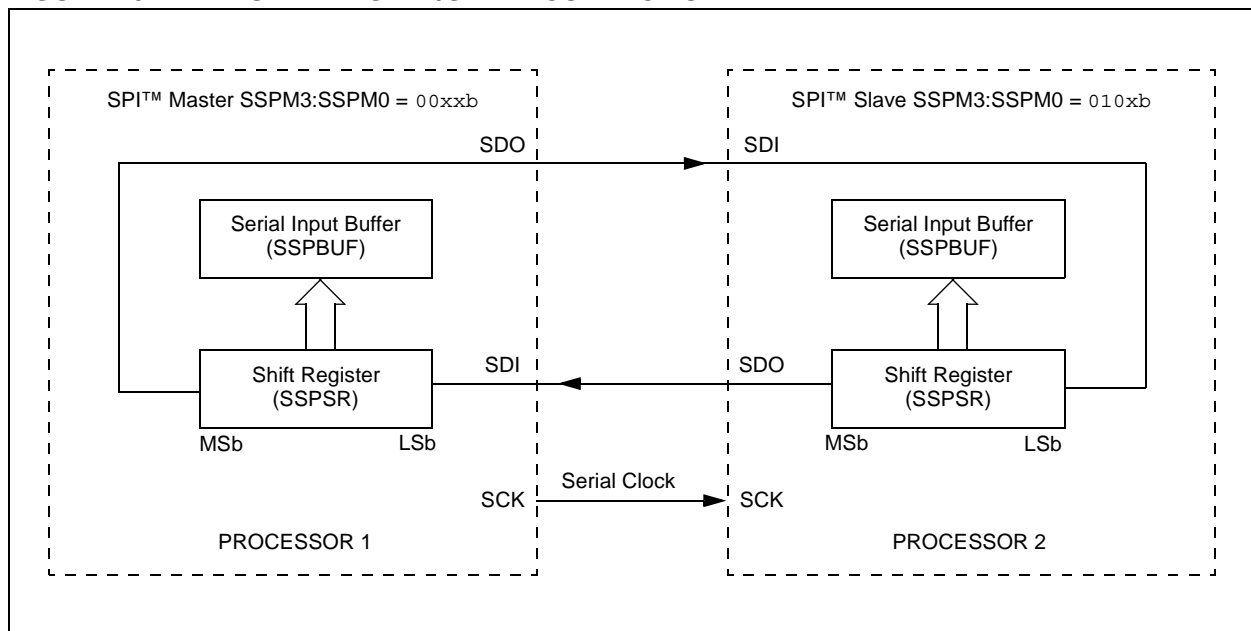 SPI™ Master SSPM3:SSPM0 = 00xxb
SPI™ Slave SSPM3:SSPM0 = 010xb
SDO
SDI
Serial Input Buffer
(SSPBUF)
Serial Input Buffer
(SSPBUF)
SDI
SDO
Shift Register
(SSPSR)
Shift Register
(SSPSR)
MSb
LSb
MSb
LSb
Serial Clock
SCK
SCK
PROCESSOR 1
PROCESSOR 2